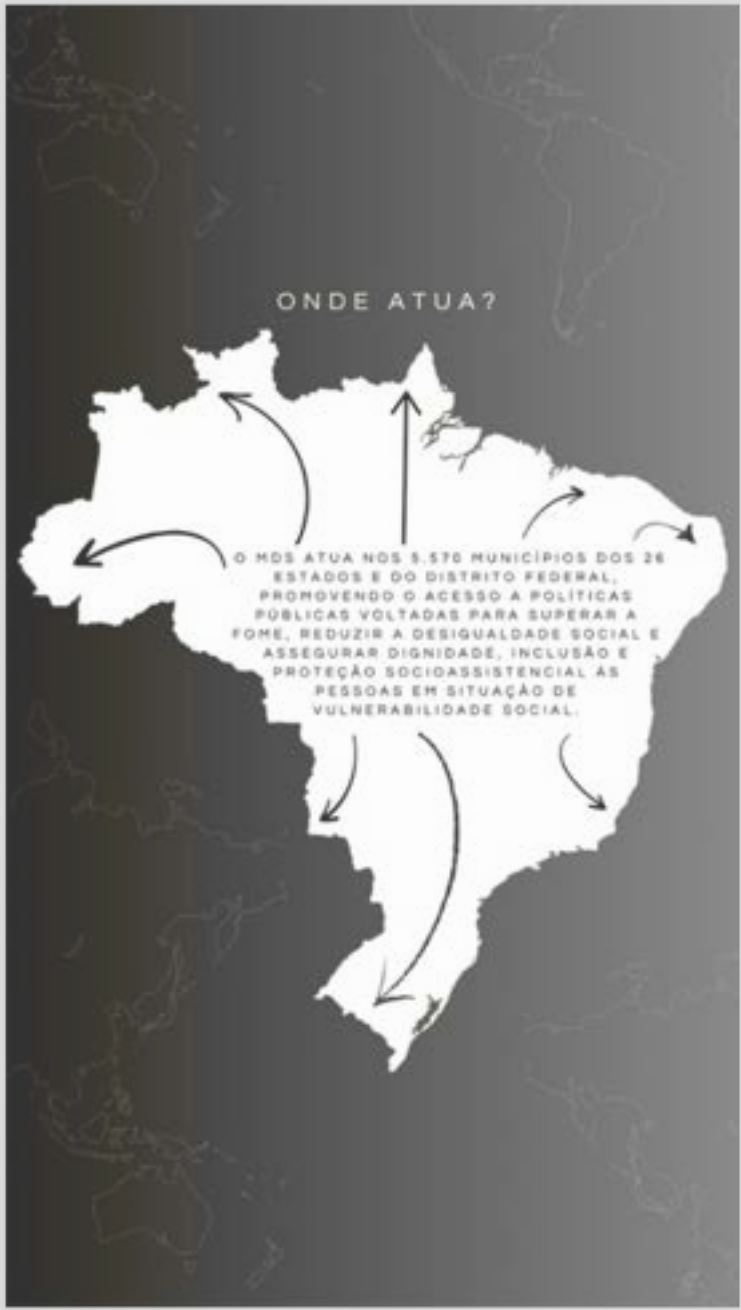 ONDE ATUA?
O MDS ATUA NOS 5.570 MUNICÍPIOS DOS 26
ESTADOS E DO DISTRITO FEDERAL,
PROMOVENDO O ACESSO A POLÍTICAS
PÚBLICAS VOLTADAS PARA SUPERAR A
FOME, REDUZIR A DESIGUALDADE SOCIAL E
ASSEGURAR DIGNIDADE, INCLUSÃO E
PROTEÇÃO SOCIOASSISTENCIAL ÀS
PESSOAS EM SITUAÇÃO DE
VULNERABILIDADE SOCIAL.